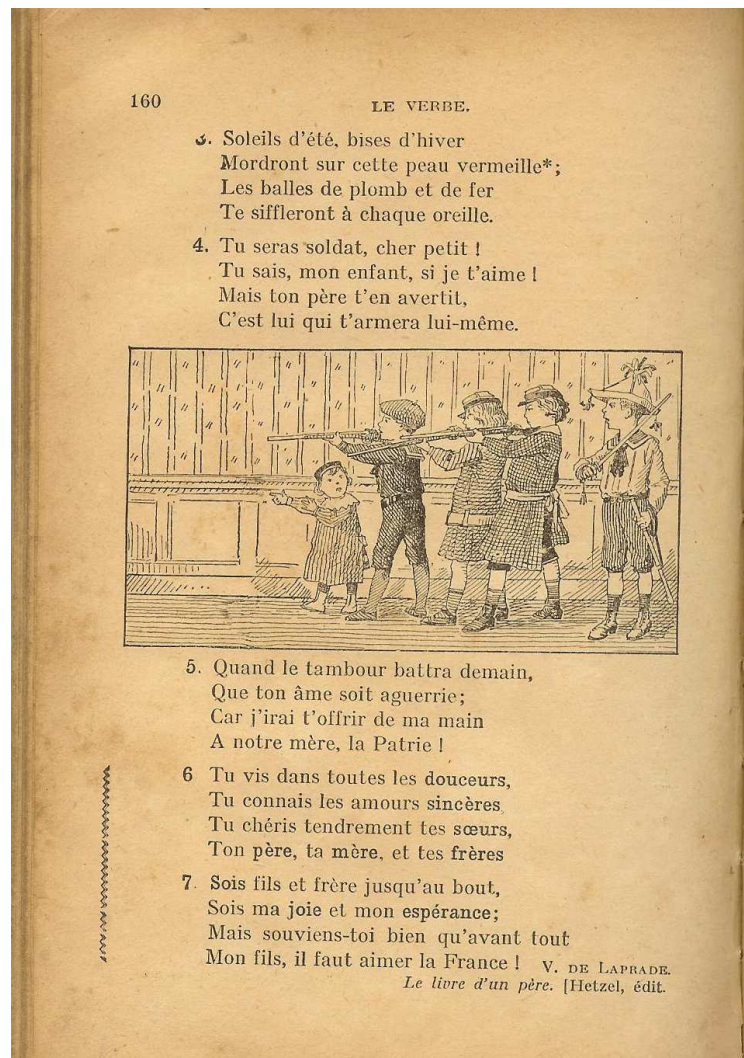 160
LE VERBE.
3. Soleils d'été, bises d'hiver
Mordront sur cette peau vermeille*;
Les balles de plomb et de fer
Te siffleront à chaque oreille.
4. Tu seras soldat, cher petit !
Tu sais, mon enfant, si je t'aime !
Mais ton père t'en avertit,
C'est lui qui t'armera lui-même.
5. Quand le tambour battra demain,
Que ton âme soit aguerrie;
Car j'irai t'offrir de ma main
A notre mère, la Patrie !
6 Tu vis dans toutes les douceurs,
Tu connais les amours sincères,
Tu chéris tendrement tes sœurs,
Ton père, ta mère, et tes frères
7. Sois fils et frère jusqu'au bout,
Sois ma joie et mon espérance;
Mais souviens-toi bien qu'avant tout
Mon fils, il faut aimer la France ! V. DE LAPRADE.
Le livre d'un père. [Hetzel, édit.